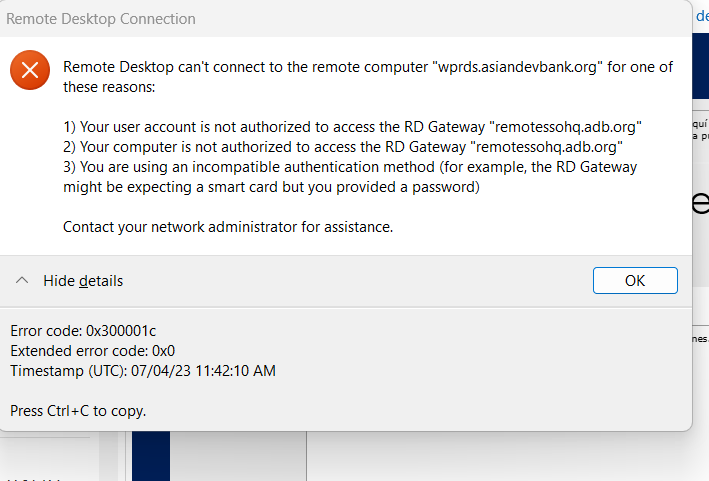 Remote Desktop Connection
de
Remote Desktop can't connect to the remote computer "wprds.asiandevbank.org" for one of
these reasons:
1) Your user account is not authorized to access the RD Gateway "remotessohq.adb.org"
2) Your computer is not authorized to access the RD Gateway "remotessohq.adb.org"
3) You are using an incompatible authentication method (for example, the RD Gateway
might be expecting a smart card but you provided a password)
Contact your network administrator for assistance.
Hide details
OK
Error code: 0x300001c
Extended error code: 0x0
Timestamp (UTC): 07/04/23 11:42:10 AM
Press Ctrl+C to copy.